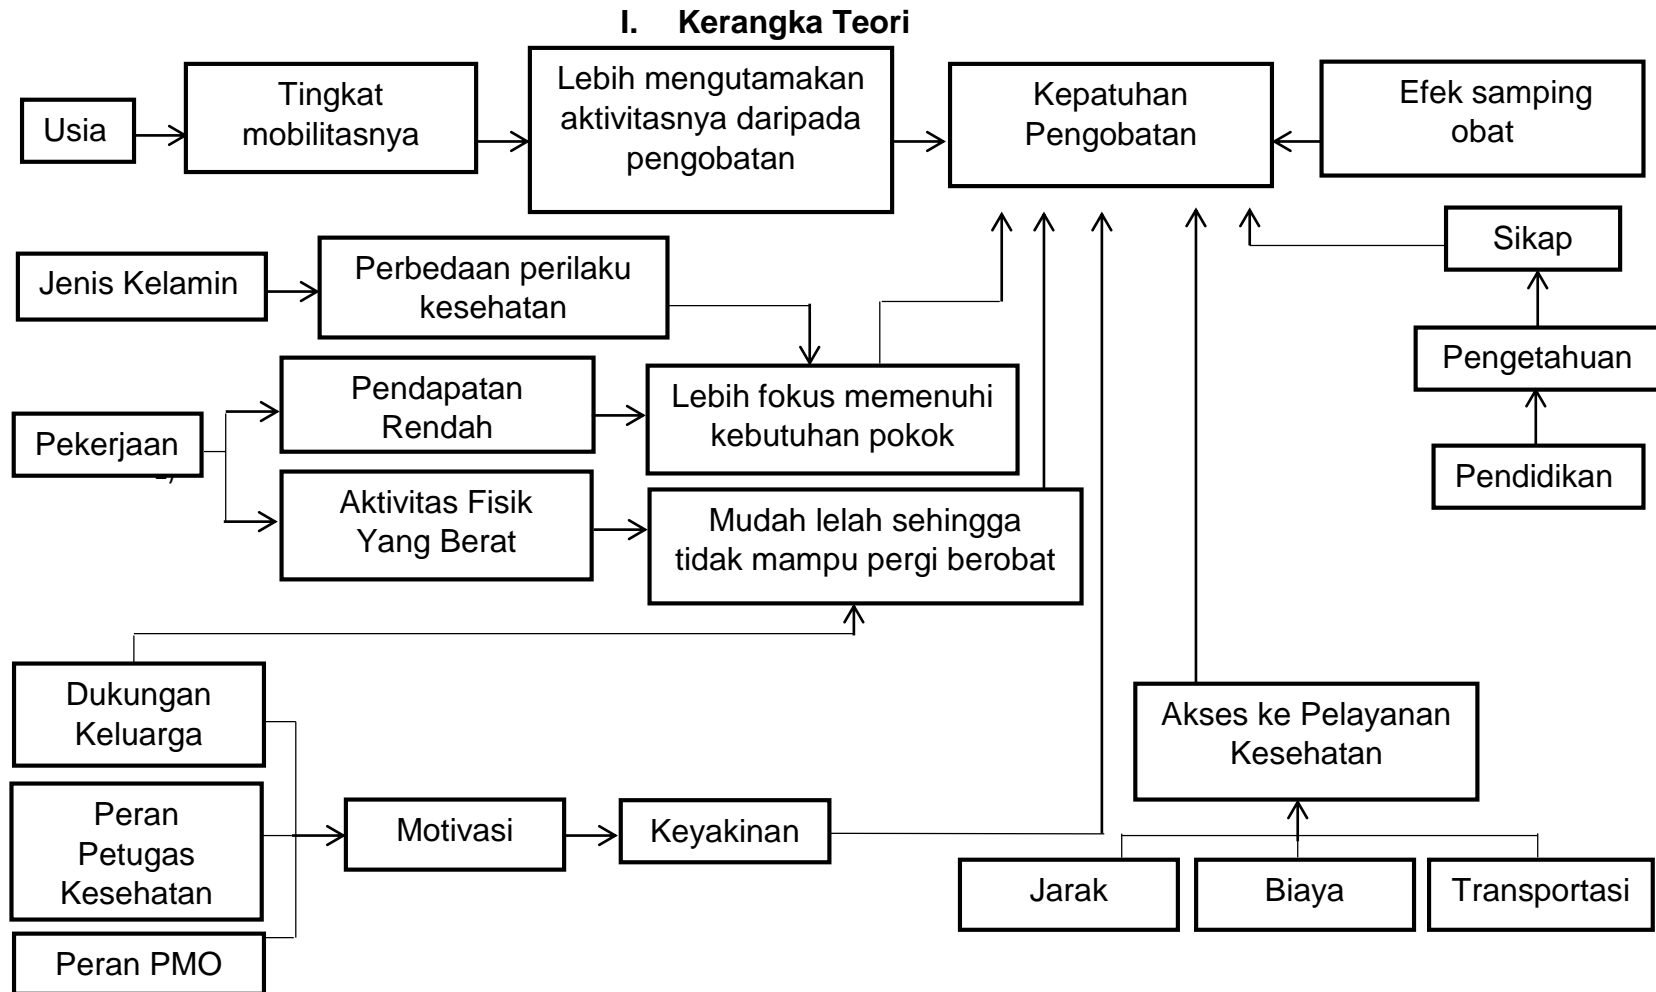 I. Kerangka Teori
Usia
Tingkat
mobilitasnya
Lebih mengutamakan
aktivitasnya daripada
pengobatan
Kepatuhan
Pengobatan
Efek samping
obat
Sikap
Jenis Kelamin
Perbedaan perilaku
kesehatan
Pengetahuan
Pendapatan
Rendah
Lebih fokus memenuhi
kebutuhan pokok
Pekerjaan
Pendidikan
Aktivitas Fisik
Yang Berat
Mudah lelah sehingga
tidak mampu pergi berobat
Dukungan
Keluarga
Akses ke Pelayanan
Kesehatan
Peran
Petugas
Kesehatan
Motivasi
Keyakinan
Jarak
Biaya
Transportasi
Peran PMO